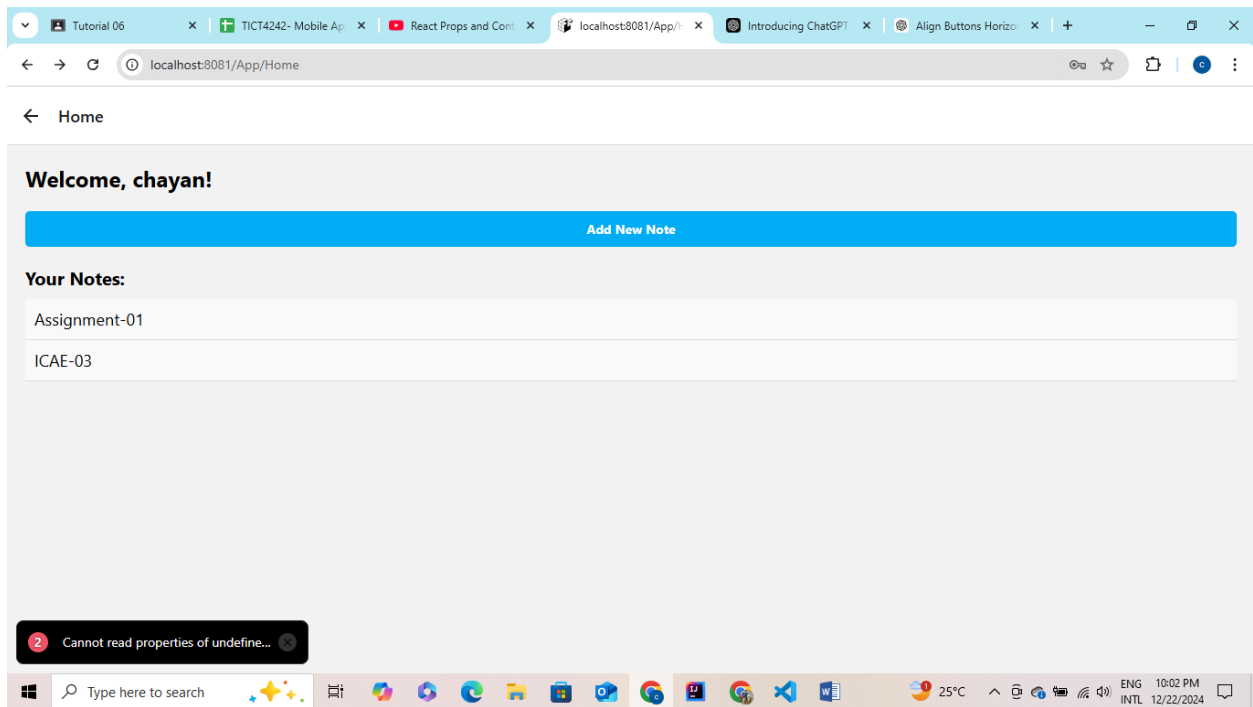 Tutorial 06
TICT4242- Mobile Ap
React Props and Cont
localhost:8081/App/H
Introducing ChatGPT
Align Buttons Horizon
localhost:8081/App/Home
c
Home
Welcome, chayan!
Add New Note
Your Notes:
Assignment-01
ICAE-03
2 Cannot read properties of undefine...
Type here to search
25°C
ENG
INTL
10:02 PM
12/22/2024